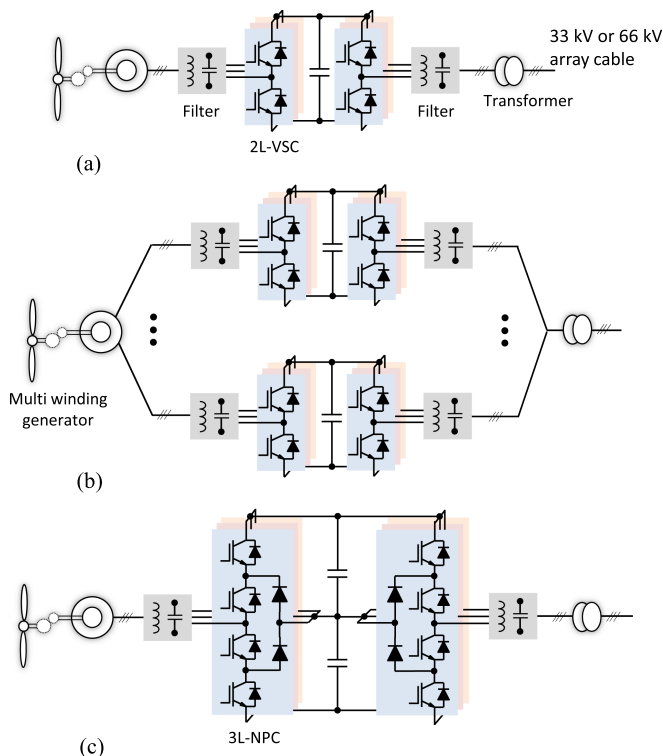 33 kV or 66 kV
array cable
Filter
Filter
Transformer
2L-VSC
(a)
Multi winding
generator
(b)
3L-NPC
(c)